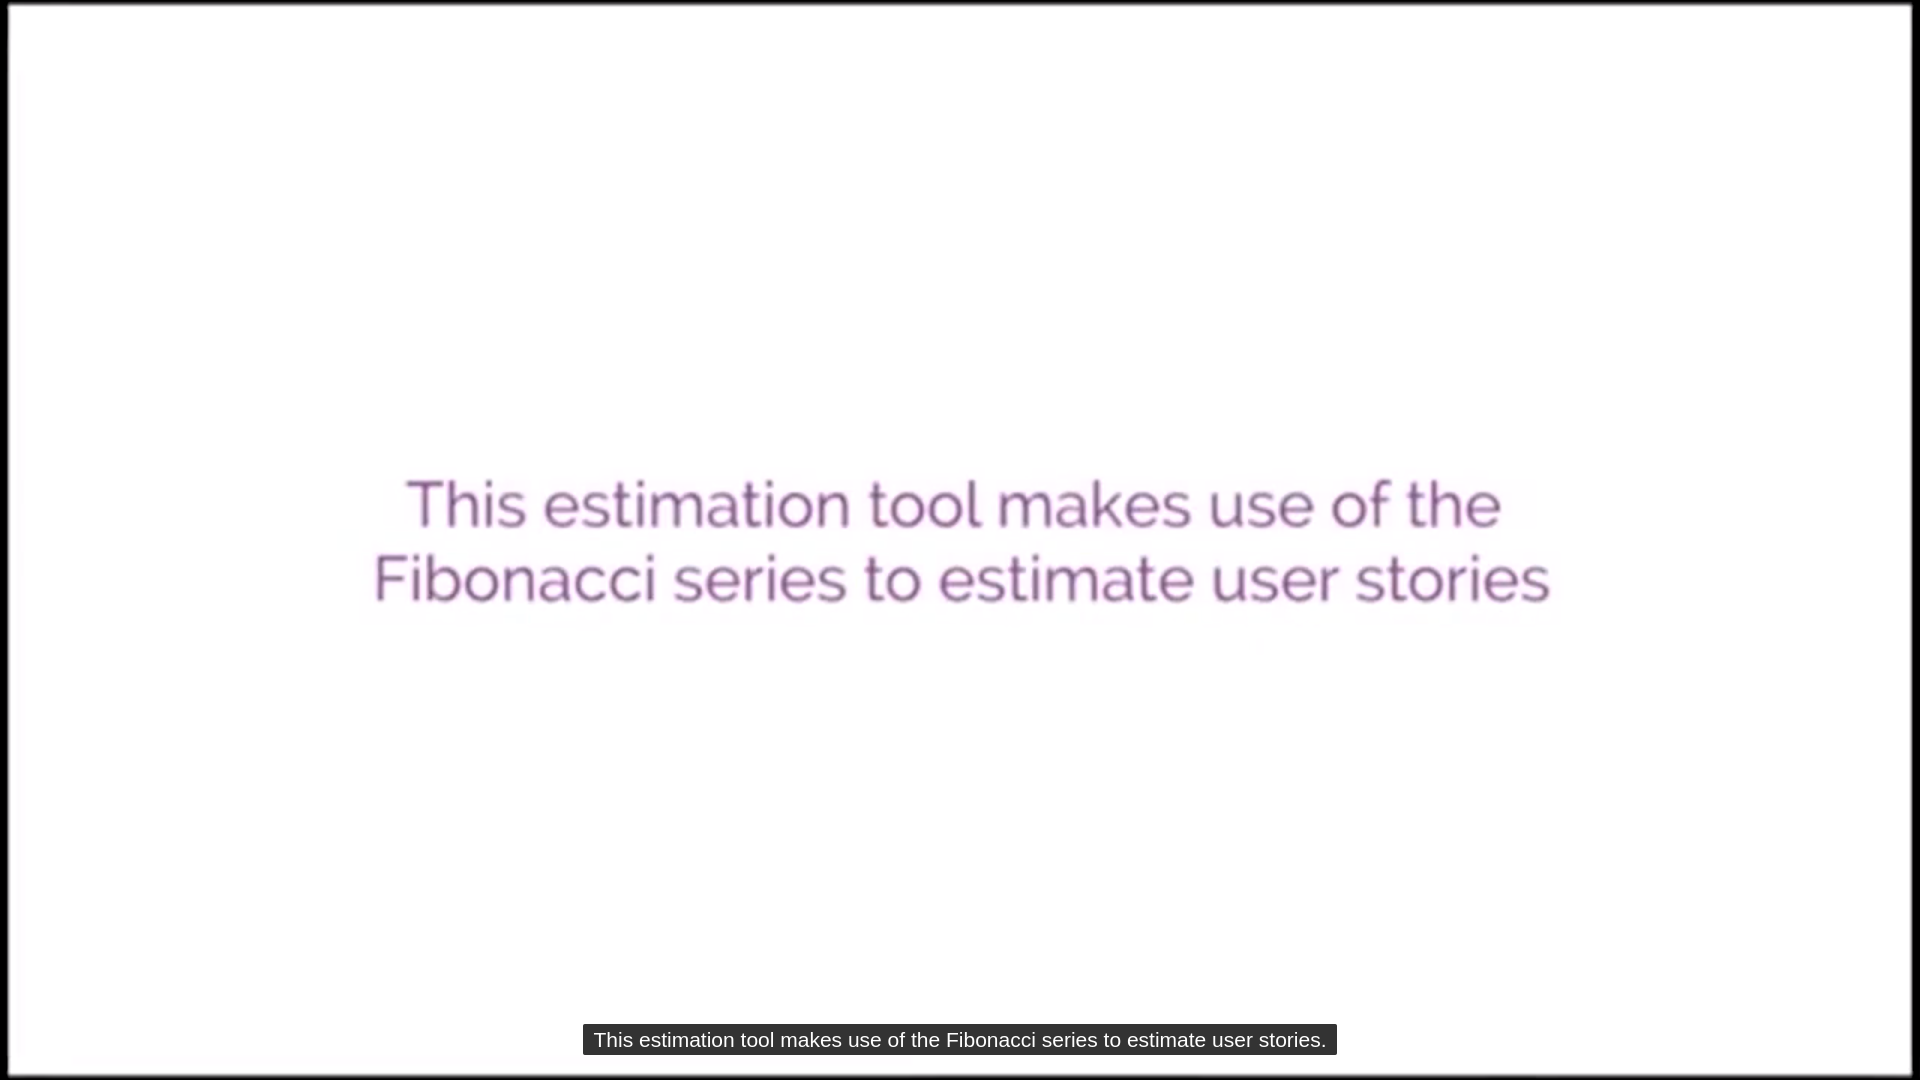 This estimation tool makes use of the
Fibonacci series to estimate user stories
This estimation tool makes use of the Fibonacci series to estimate user stories.